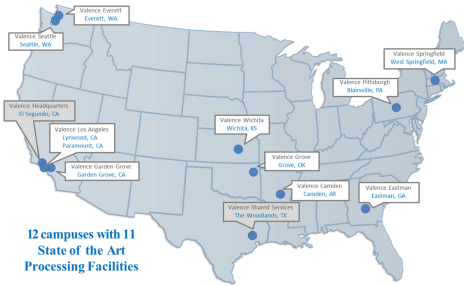 Valence Everett
Everett, WA
Valence Seattle
Seattle, WA
Valence Springfield
West Springfield, MA
Valence Pittsburgh
Blainsville, PA
Valence Headquarters
El Segundo, CA
Valence Los Angeles
Lynwood, CA
Paramount, CA
Valence Wichita
Wichita, KS
Valence Garden Grove
Garden Grove, CA
Valence Grove
Grove, OK
Valence Camden
Camden, AR
Valence Eastman
Eastman, GA
Valence Shared Services
The Woodlands, TX
12 campuses with 11
State of the Art
Processing Facilities